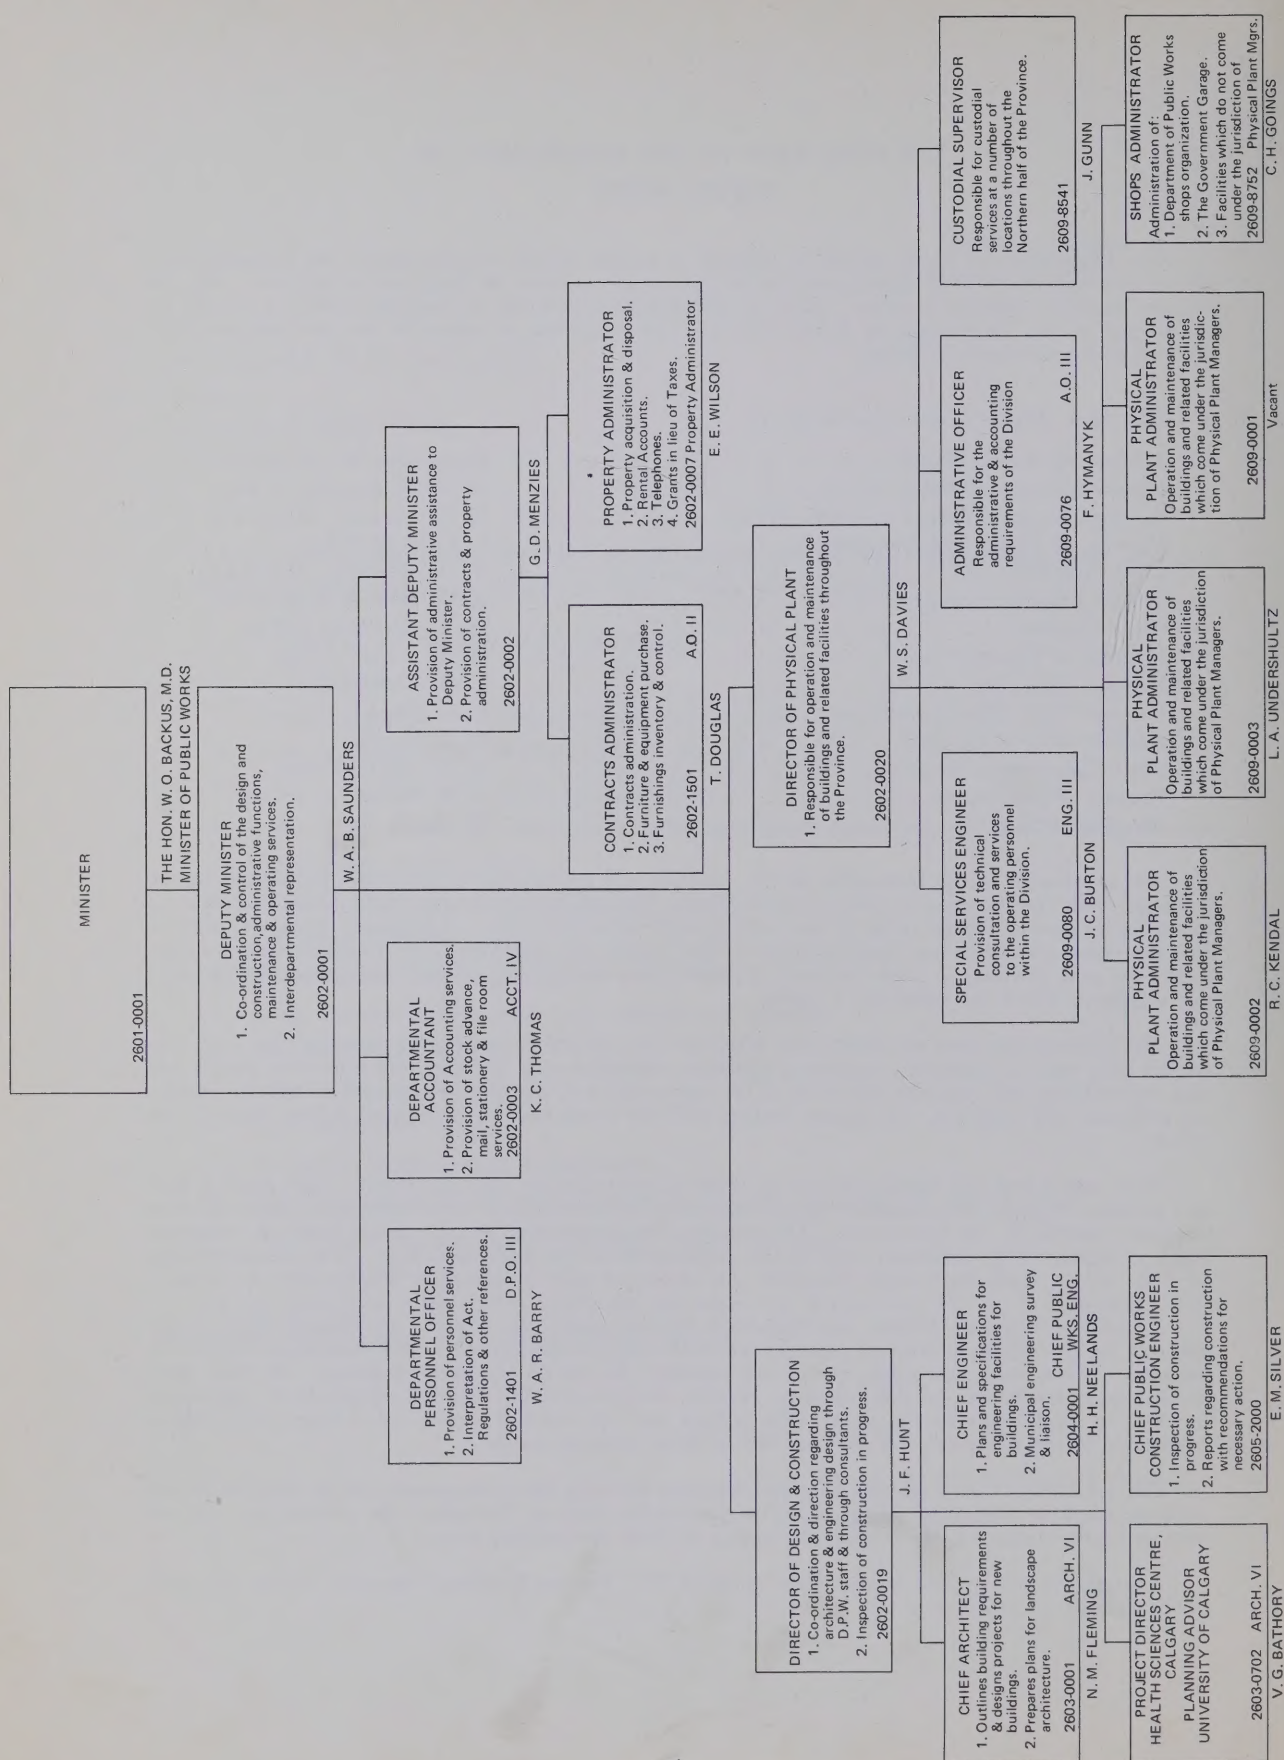 MINISTER
2601-0001
THE HON. W. O. BACKUS, M.D.
MINISTER OF PUBLIC WORKS
DEPUTY MINISTER
1. Co-ordination & control of the design and
construction,administrative functions,
maintenance & operating services.
2. Interdepartmental representation.
2602-0001
W. A. B. SAUNDERS
DEPARTMENTAL
PERSONNEL OFFICER
1. Provision of personnel services.
2. Interpretation of Act.
Regulations & other references.
2602-1401 D.P.O. III
W. A. R. BARRY
DEPARTMENTAL
ACCOUNTANT
1. Provision of Accounting services.
2. Provision of stock advance,
mail, stationery & file room
services.
2602-0003 ACCT. IV
K. C. THOMAS
ASSISTANT DEPUTY MINISTER
1. Provision of administrative assistance to
Deputy Minister.
2. Provision of contracts & property
administration.
2602-0002
G. D. MENZIES
CONTRACTS ADMINISTRATOR
1. Contracts administration.
2. Furniture & equipment purchase.
3. Furnishings inventory & control.
2602-1501 A.O. II
T. DOUGLAS
PROPERTY ADMINISTRATOR
1. Property acquisition & disposal.
2. Rental Accounts.
3. Telephones.
4. Grants in lieu of Taxes.
2602-0007 Property Administrator
E. E. WILSON
DIRECTOR OF DESIGN & CONSTRUCTION
1. Co-ordination & direction regarding
architecture & engineering design through
D.P.W. staff & through consultants.
2. Inspection of construction in progress.
2602-0019
J. F. HUNT
DIRECTOR OF PHYSICAL PLANT
1. Responsible for operation and maintenance
of buildings and related facilities throughout
the Province.
2602-0020
W. S. DAVIES
CHIEF ARCHITECT
1. Outlines building requirements
& designs projects for new
buildings.
2. Prepares plans for landscape
architecture.
2603-0001 ARCH. VI
N. M. FLEMING
CHIEF ENGINEER
1. Plans and specifications for
engineering facilities for
buildings.
2. Municipal engineering survey
& liaison.
CHIEF PUBLIC
2604-0001 WKS. ENG.
H. H. NEELANDS
SPECIAL SERVICES ENGINEER
Provision of technical
consultation and services
to the operating personnel
within the Division.
2609-0080 ENG. III
J. C. BURTON
ADMINISTRATIVE OFFICER
Responsible for the
administrative & accounting
requirements of the Division
2609-0076 A.O. III
F. HYMANYK
CUSTODIAL SUPERVISOR
Responsible for custodial
services at a number of
locations throughout the
Northern half of the Province.
2609-8541
J. GUNN
PROJECT DIRECTOR
HEALTH SCIENCES CENTRE,
CALGARY
PLANNING ADVISOR
UNIVERSITY OF CALGARY
2603-0702 ARCH. VI
V. G. BATHORY
CHIEF PUBLIC WORKS
CONSTRUCTION ENGINEER
1. Inspection of construction in
progress.
2. Reports regarding construction
with recommendations for
necessary action.
2605-2000
E. M. SILVER
PHYSICAL
PLANT ADMINISTRATOR
Operation and maintenance of
buildings and related facilities
which come under the jurisdiction
of Physical Plant Managers.
2609-0002
R. C. KENDAL
PHYSICAL
PLANT ADMINISTRATOR
Operation and maintenance of
buildings and related facilities
which come under the jurisdiction
of Physical Plant Managers.
2609-0003
L. A. UNDERSHULTZ
PHYSICAL
PLANT ADMINISTRATOR
Operation and maintenance of
buildings and related facilities
which come under the jurisdic-
tion of Physical Plant Managers.
2609-0001
Vacant
SHOPS ADMINISTRATOR
Administration of:
1. Department of Public Works
shops organization.
2. The Government Garage.
3. Facilities which do not come
under the jurisdiction of
2609-8752 Physical Plant Mgrs.
C. H. GOINGS